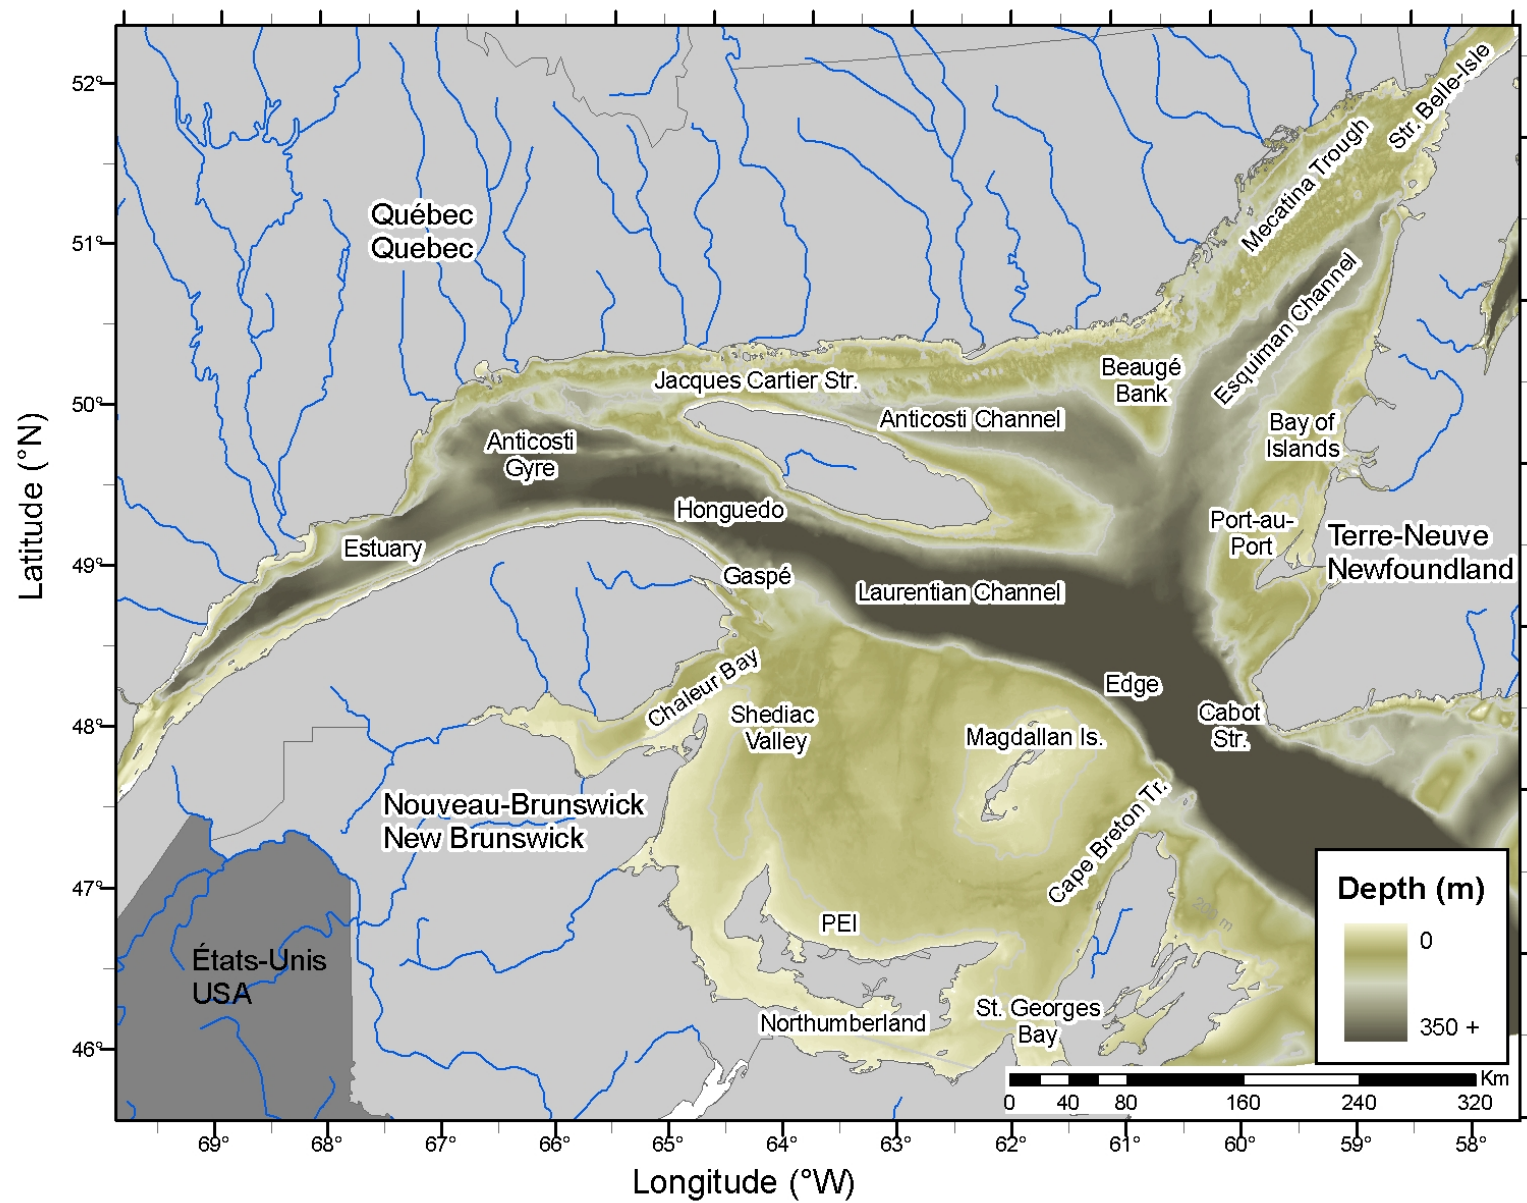 52°
51°
50°
49°
48°
47°
46°
Latitude (°N)
Québec
Quebec
Str. Belle-Isle
Mecatina Trough
Esquiman Channel
Jacques Cartier Str.
Beaugé
Bank
Anticosti Channel
Anticosti
Gyre
Bay of
Islands
Honguedo
Port-au-
Port
Terre-Neuve
Newfoundland
Estuary
Gaspé
Laurentian Channel
Chaleur Bay
Edge
Shediac
Valley
Cabot
Str.
Magdallan Is.
Nouveau-Brunswick
New Brunswick
Cape Breton Tr.
200 m
PEI
États-Unis
USA
St. Georges
Bay
Northumberland
Depth (m)
0
350 +
Km
0 40 80 160 240 320
69° 68° 67° 66° 65° 64° 63° 62° 61° 60° 59° 58°
Longitude (°W)